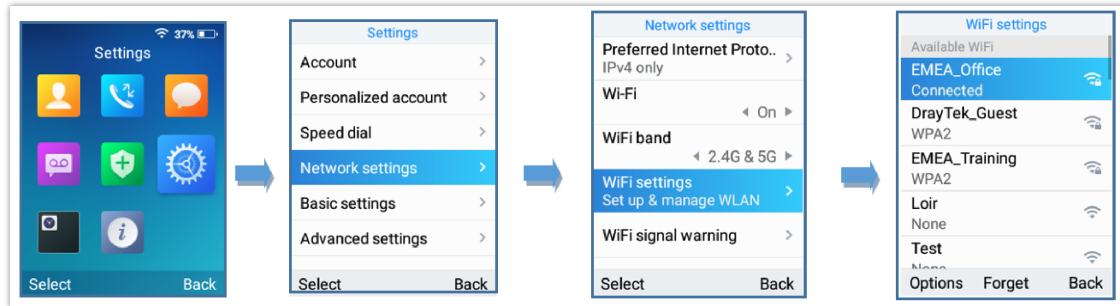 37%
Settings
Select Back
Settings
Account
Personalized account
Speed dial
Network settings
Basic settings
Advanced settings
Select Back
Network settings
Preferred Internet Proto..
IPv4 only
Wi-Fi
On
WiFi band
2.4G & 5G
WiFi settings
Set up & manage WLAN
WiFi signal warning
Select Back
WiFi settings
Available WiFi
EMEA_Office
Connected
DrayTek_Guest
WPA2
EMEA_Training
WPA2
Loir
None
Test
None
Options Forget Back